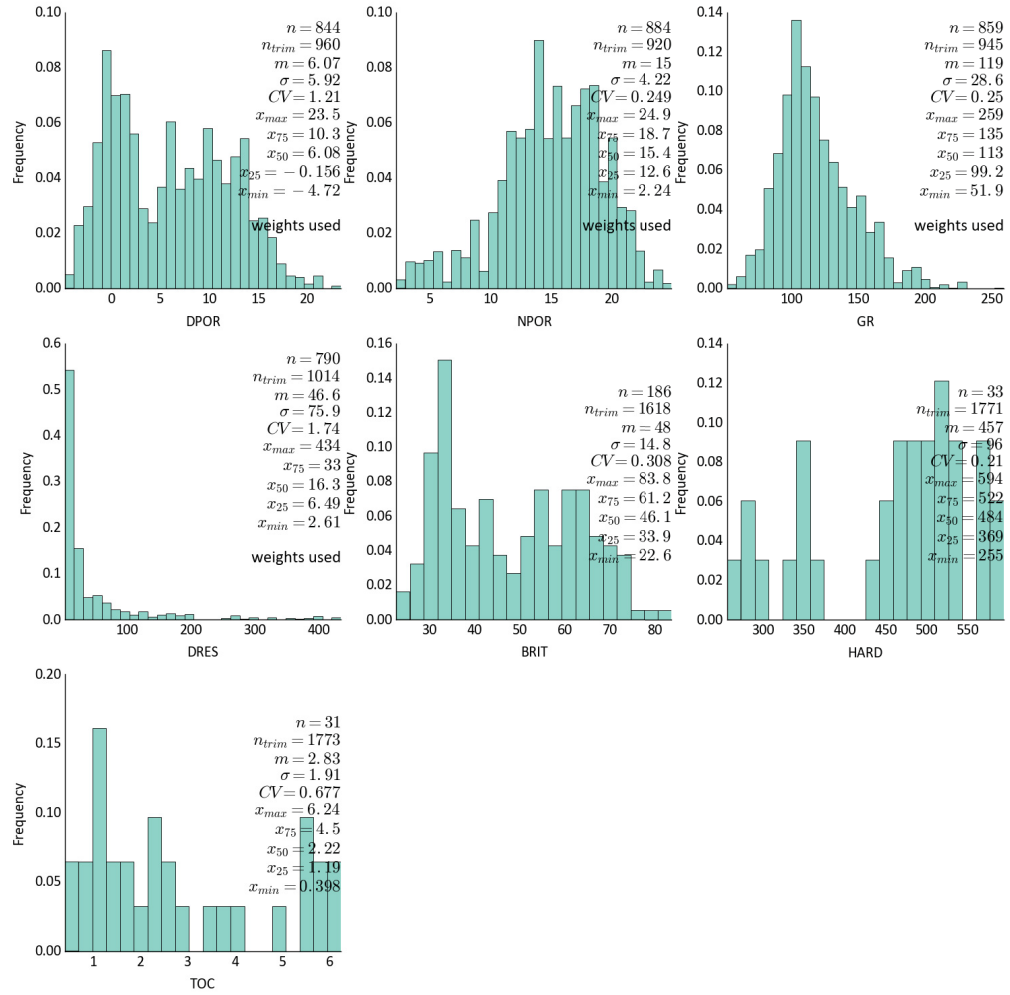 0.10
0.08
0.06
0.04
0.02
0.00
Frequency
n = 844
n_trim = 960
m = 6.07
σ = 5.92
CV = 1.21
x_max = 23.5
x_75 = 10.3
x_50 = 6.08
x_25 = −0.156
x_min = −4.72
weights used
0 5 10 15 20
DPOR
0.10
0.08
0.06
0.04
0.02
0.00
Frequency
n = 884
n_trim = 920
m = 15
σ = 4.22
CV = 0.249
x_max = 24.9
x_75 = 18.7
x_50 = 15.4
x_25 = 12.6
x_min = 2.24
weights used
5 10 15 20
NPOR
0.14
0.12
0.10
0.08
0.06
0.04
0.02
0.00
Frequency
n = 859
n_trim = 945
m = 119
σ = 28.6
CV = 0.25
x_max = 259
x_75 = 135
x_50 = 113
x_25 = 99.2
x_min = 51.9
weights used
100 150 200 250
GR
0.6
0.5
0.4
0.3
0.2
0.1
0.0
Frequency
n = 790
n_trim = 1014
m = 46.6
σ = 75.9
CV = 1.74
x_max = 434
x_75 = 33
x_50 = 16.3
x_25 = 6.49
x_min = 2.61
weights used
100 200 300 400
DRES
0.16
0.14
0.12
0.10
0.08
0.06
0.04
0.02
0.00
Frequency
n = 186
n_trim = 1618
m = 48
σ = 14.8
CV = 0.308
x_max = 83.8
x_75 = 61.2
x_50 = 46.1
x_25 = 33.9
x_min = 22.6
30 40 50 60 70 80
BRIT
0.14
0.12
0.10
0.08
0.06
0.04
0.02
0.00
Frequency
n = 33
n_trim = 1771
m = 457
σ = 96
CV = 0.21
x_max = 594
x_75 = 522
x_50 = 484
x_25 = 369
x_min = 255
300 350 400 450 500 550
HARD
0.20
0.15
0.10
0.05
0.00
Frequency
n = 31
n_trim = 1773
m = 2.83
σ = 1.91
CV = 0.677
x_max = 6.24
x_75 = 4.5
x_50 = 2.22
x_25 = 1.19
x_min = 0.398
1 2 3 4 5 6
TOC